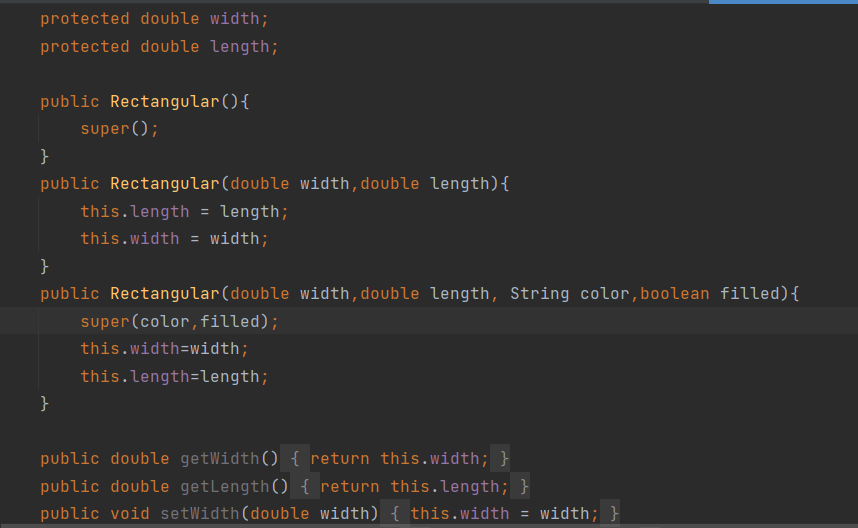 protected double width;
protected double length;
public Rectangular(){
super();
}
public Rectangular(double width,double length){
this.length = length;
this.width = width;
}
public Rectangular(double width,double length, String color,boolean filled){
super(color,filled);
this.width=width;
this.length=length;
}
public double getWidth() { return this.width; }
public double getLength() { return this.length; }
public void setWidth(double width) { this.width = width; }